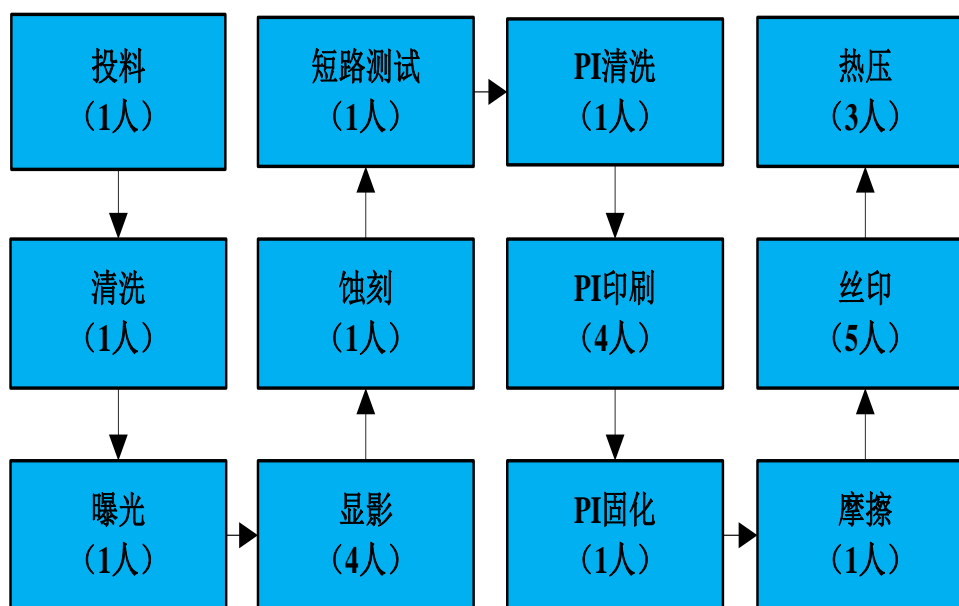 投料
（1人）
清洗
（1人）
曝光
（1人）
显影
（4人）
蚀刻
（1人）
短路测试
（1人）
PI清洗
（1人）
PI印刷
（4人）
PI固化
（1人）
摩擦
（1人）
丝印
（5人）
热压
（3人）